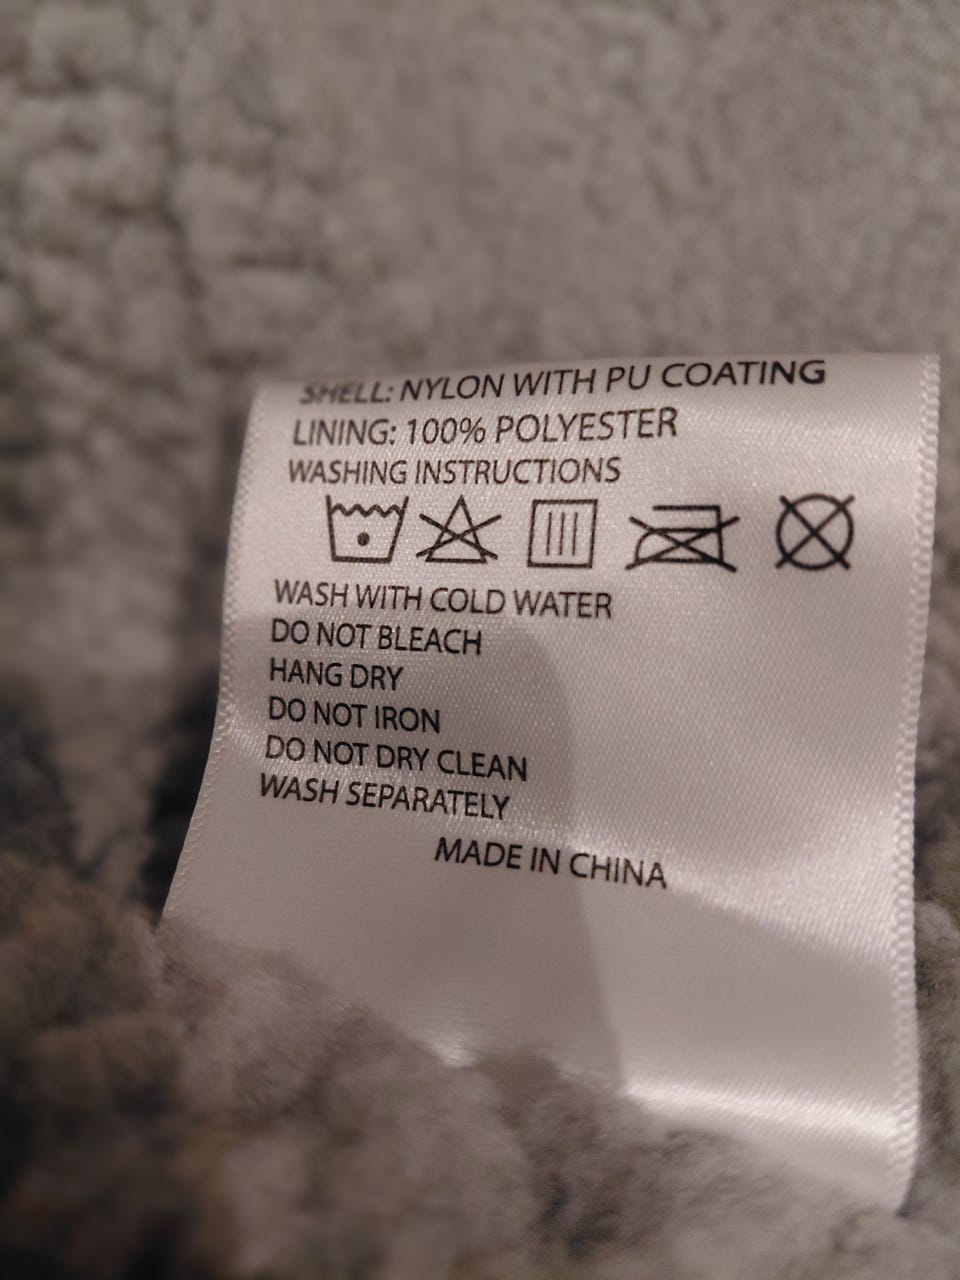 SHELL: NYLON WITH PU COATING
LINING: 100% POLYESTER
WASHING INSTRUCTIONS
WASH WITH COLD WATER
DO NOT BLEACH
HANG DRY
DO NOT IRON
DO NOT DRY CLEAN
WASH SEPARATELY
MADE IN CHINA